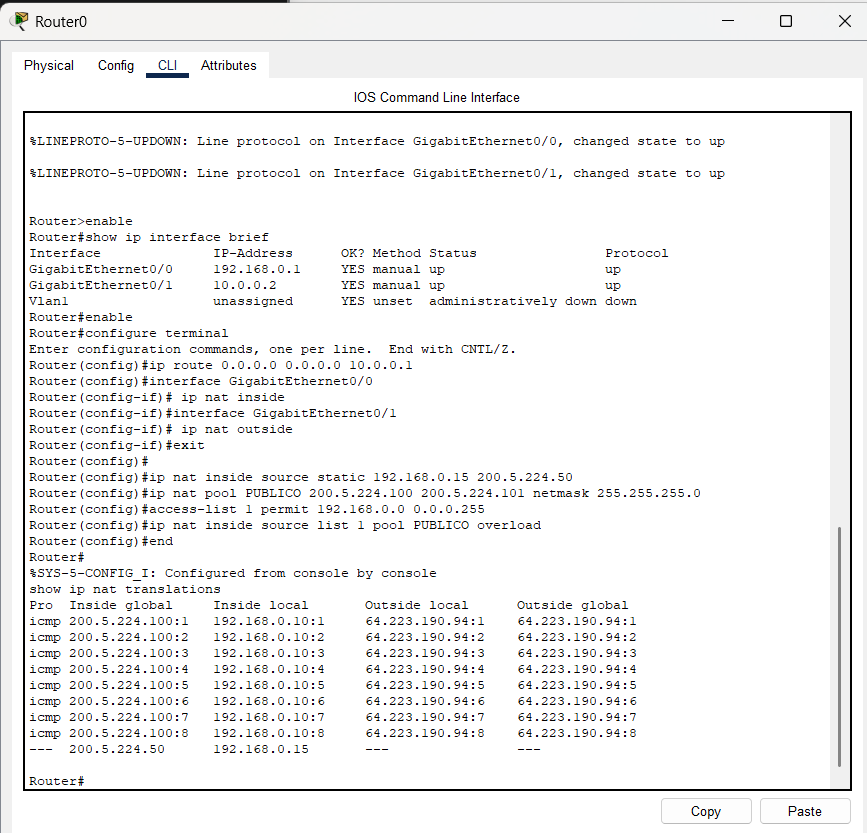 Router0
Physical Config CLI Attributes
IOS Command Line Interface
%LINEPROTO-5-UPDOWN: Line protocol on Interface GigabitEthernet0/0, changed state to up
%LINEPROTO-5-UPDOWN: Line protocol on Interface GigabitEthernet0/1, changed state to up
Router>enable
Router#show ip interface brief
Interface IP-Address OK? Method Status Protocol
GigabitEthernet0/0 192.168.0.1 YES manual up up
GigabitEthernet0/1 10.0.0.2 YES manual up up
Vlan1 unassigned YES unset administratively down down
Router#enable
Router#configure terminal
Enter configuration commands, one per line. End with CNTL/Z.
Router(config)#ip route 0.0.0.0 0.0.0.0 10.0.0.1
Router(config)#interface GigabitEthernet0/0
Router(config-if)# ip nat inside
Router(config-if)#interface GigabitEthernet0/1
Router(config-if)# ip nat outside
Router(config-if)#exit
Router(config)#
Router(config)#ip nat inside source static 192.168.0.15 200.5.224.50
Router(config)#ip nat pool PUBLICO 200.5.224.100 200.5.224.101 netmask 255.255.255.0
Router(config)#access-list 1 permit 192.168.0.0 0.0.0.255
Router(config)#ip nat inside source list 1 pool PUBLICO overload
Router(config)#end
Router#
%SYS-5-CONFIG_I: Configured from console by console
show ip nat translations
Pro Inside global Inside local Outside local Outside global
icmp 200.5.224.100:1 192.168.0.10:1 64.223.190.94:1 64.223.190.94:1
icmp 200.5.224.100:2 192.168.0.10:2 64.223.190.94:2 64.223.190.94:2
icmp 200.5.224.100:3 192.168.0.10:3 64.223.190.94:3 64.223.190.94:3
icmp 200.5.224.100:4 192.168.0.10:4 64.223.190.94:4 64.223.190.94:4
icmp 200.5.224.100:5 192.168.0.10:5 64.223.190.94:5 64.223.190.94:5
icmp 200.5.224.100:6 192.168.0.10:6 64.223.190.94:6 64.223.190.94:6
icmp 200.5.224.100:7 192.168.0.10:7 64.223.190.94:7 64.223.190.94:7
icmp 200.5.224.100:8 192.168.0.10:8 64.223.190.94:8 64.223.190.94:8
--- 200.5.224.50 192.168.0.15 --- ---
Router#
Copy Paste